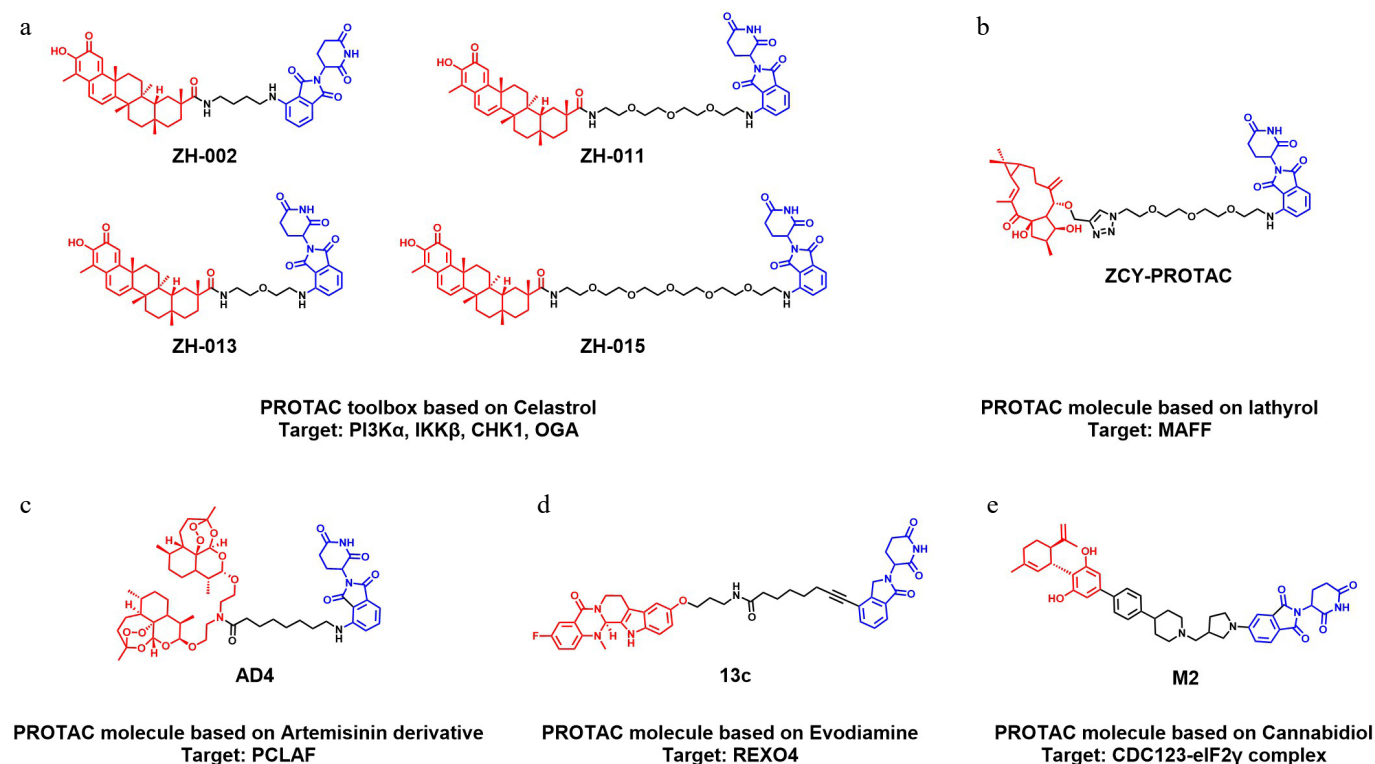 a
b
ZH-002
ZH-011
ZCY-PROTAC
ZH-013
ZH-015
PROTAC toolbox based on Celastrol
Target: PI3Kα, IKKβ, CHK1, OGA
PROTAC molecule based on lathyrol
Target: MAFF
c
d
e
AD4
13c
M2
PROTAC molecule based on Artemisinin derivative
Target: PCLAF
PROTAC molecule based on Evodiamine
Target: REXO4
PROTAC molecule based on Cannabidiol
Target: CDC123-eIF2γ complex